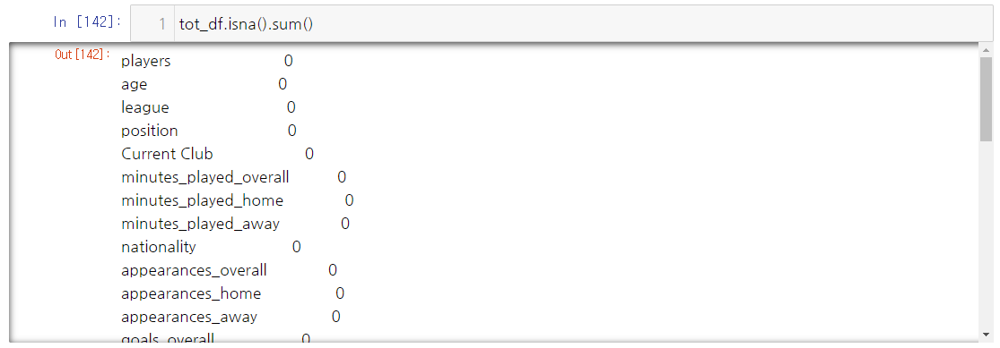 In [142]:
1 tot_df.isna().sum()
Out[142]:
players 0
age 0
league 0
position 0
Current Club 0
minutes_played_overall 0
minutes_played_home 0
minutes_played_away 0
nationality 0
appearances_overall 0
appearances_home 0
appearances_away 0
goals_overall 0